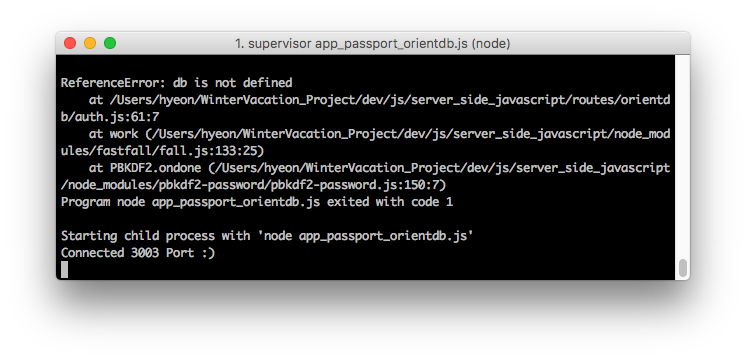 1. supervisor app_passport_orientdb.js (node)
ReferenceError: db is not defined
    at /Users/hyeon/WinterVacation_Project/dev/js/server_side_javascript/routes/orientd
b/auth.js:61:7
    at work (/Users/hyeon/WinterVacation_Project/dev/js/server_side_javascript/node_mod
ules/fastfall/fall.js:133:25)
    at PBKDF2.ondone (/Users/hyeon/WinterVacation_Project/dev/js/server_side_javascript
/node_modules/pbkdf2-password/pbkdf2-password.js:150:7)
Program node app_passport_orientdb.js exited with code 1
Starting child process with 'node app_passport_orientdb.js'
Connected 3003 Port :)